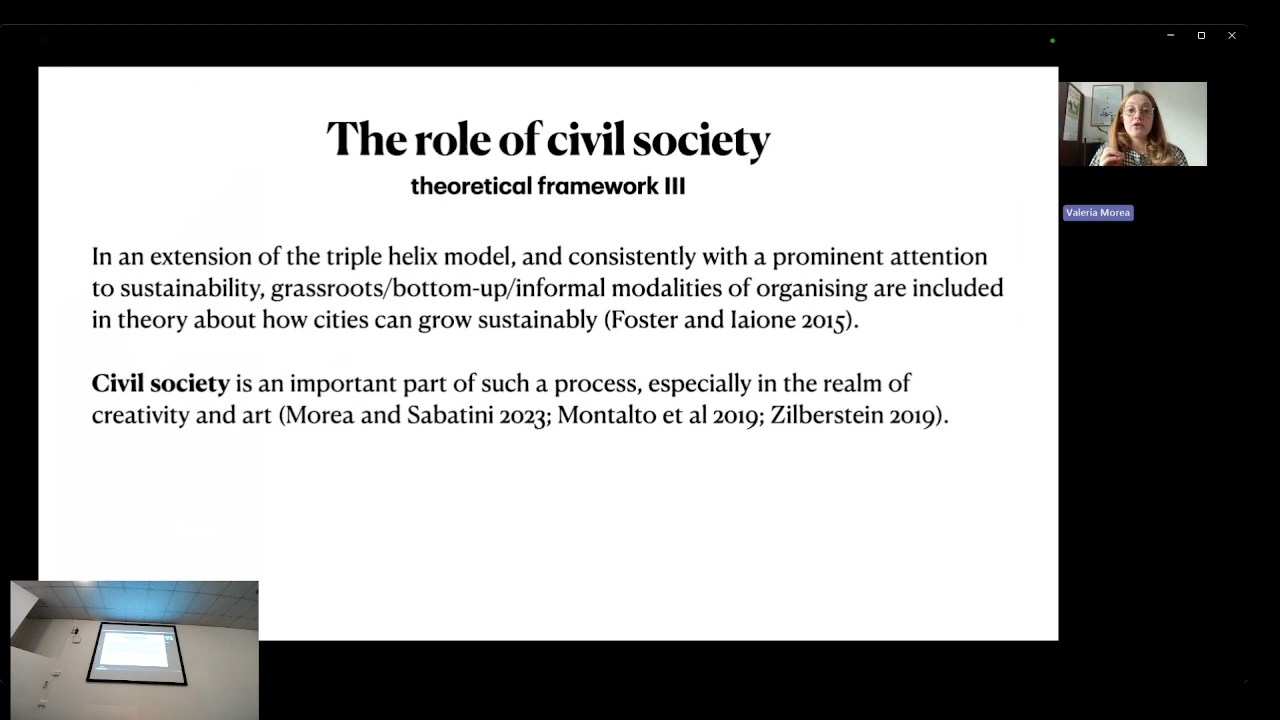 The role of civil society
theoretical framework III
In an extension of the triple helix model, and consistently with a prominent attention
to sustainability, grassroots/bottom-up/informal modalities of organising are included
in theory about how cities can grow sustainably (Foster and Iaione 2015).
Civil society is an important part of such a process, especially in the realm of
creativity and art (Morea and Sabatini 2023; Montalto et al 2019; Zilberstein 2019).
Valeria Morea